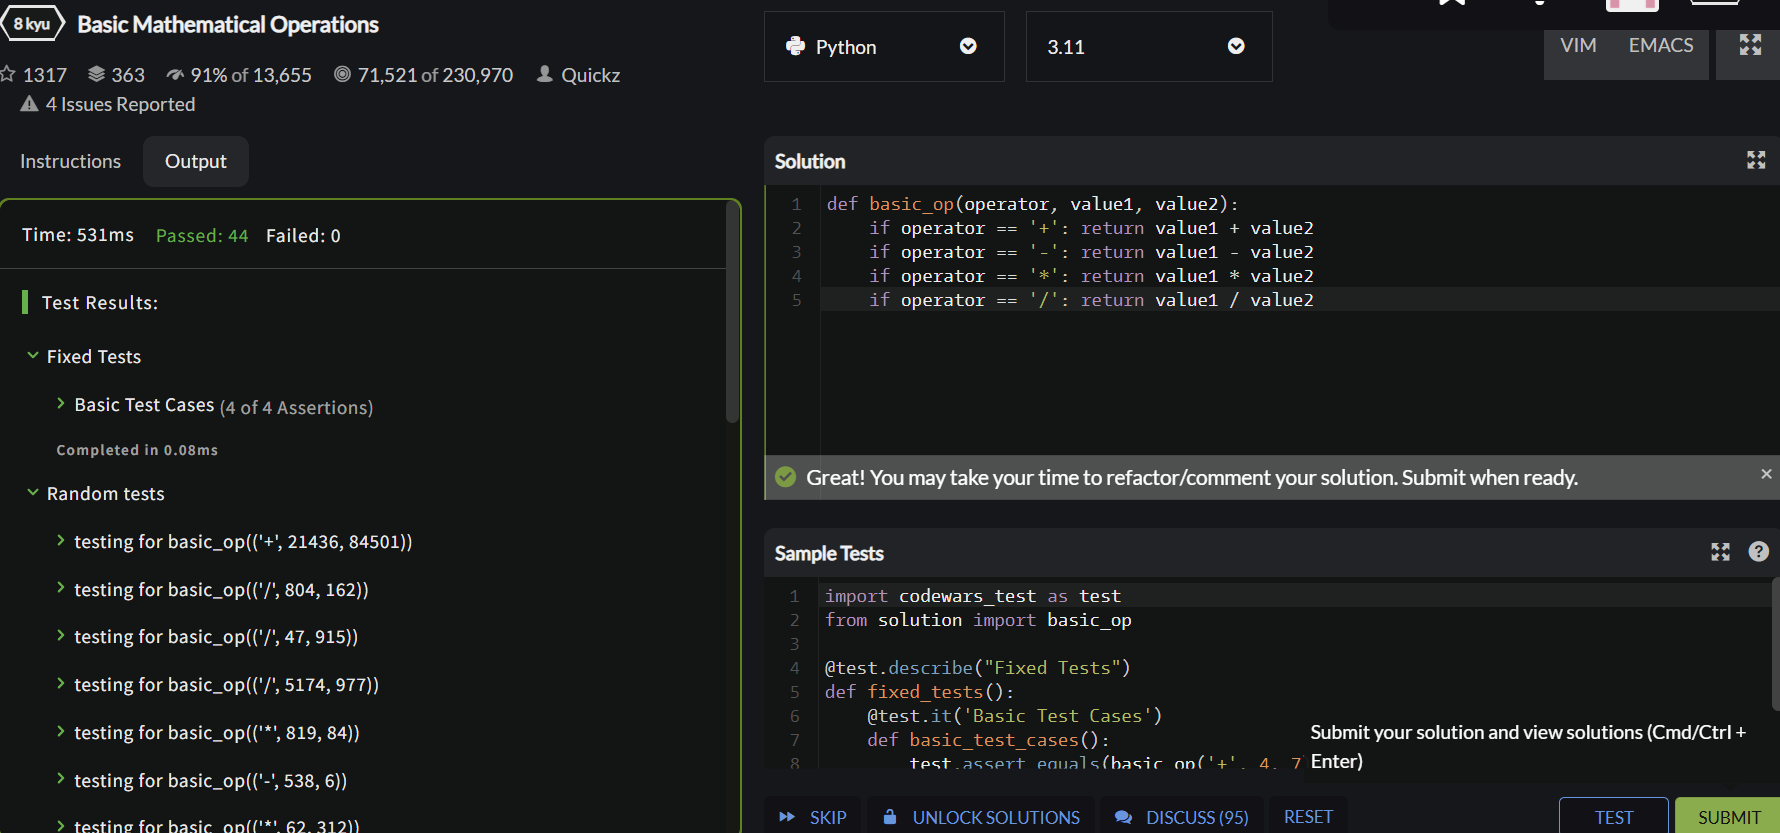 8 kyu Basic Mathematical Operations
1317 363 91% of 13,655 71,521 of 230,970 Quickz
4 Issues Reported
Instructions Output
Time: 531ms Passed: 44 Failed: 0
Test Results:
Fixed Tests
Basic Test Cases (4 of 4 Assertions)
Completed in 0.08ms
Random tests
testing for basic_op(('+', 21436, 84501))
testing for basic_op(('/', 804, 162))
testing for basic_op(('/', 47, 915))
testing for basic_op(('/', 5174, 977))
testing for basic_op(('*', 819, 84))
testing for basic_op(('-', 538, 6))
testing for basic_op(('*', 62, 312))
Python 3.11 VIM EMACS
Solution
1 def basic_op(operator, value1, value2):
2 if operator == '+': return value1 + value2
3 if operator == '-': return value1 - value2
4 if operator == '*': return value1 * value2
5 if operator == '/': return value1 / value2
Great! You may take your time to refactor/comment your solution. Submit when ready. ×
Sample Tests ?
1 import codewars_test as test
2 from solution import basic_op
3
4 @test.describe("Fixed Tests")
5 def fixed_tests():
6 @test.it('Basic Test Cases')
7 def basic_test_cases():
8 test.assert_equals(basic_op('+', 4, 7
Submit your solution and view solutions (Cmd/Ctrl +
Enter)
SKIP UNLOCK SOLUTIONS DISCUSS (95) RESET TEST SUBMIT